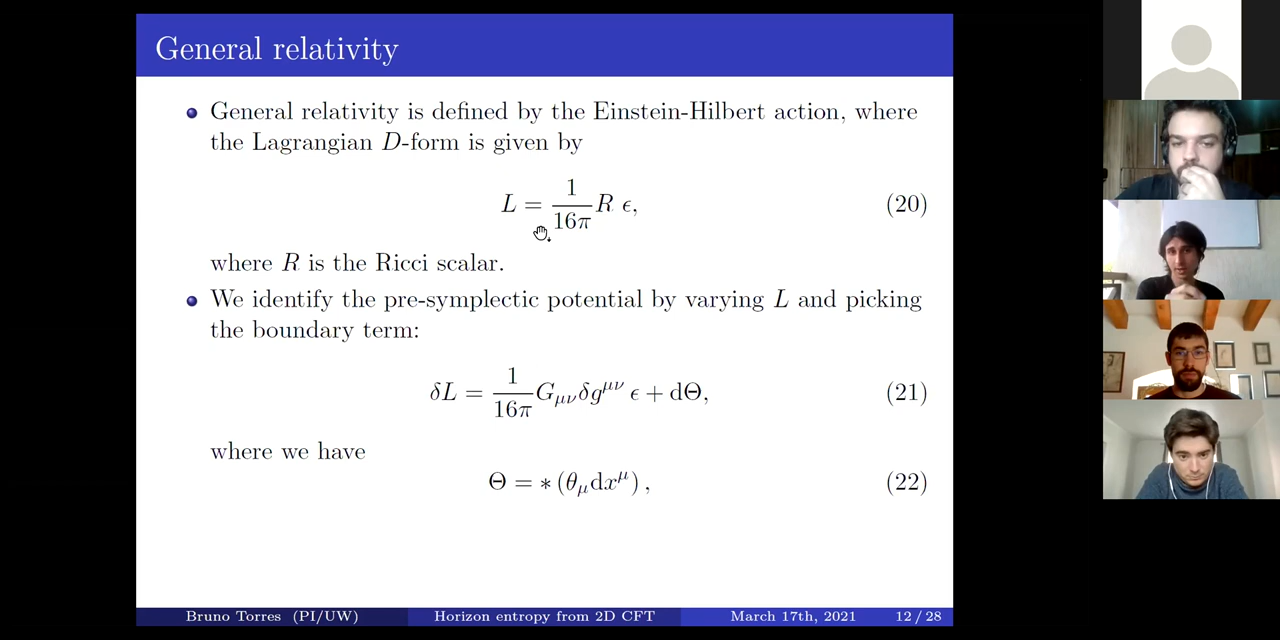 General relativity
General relativity is defined by the Einstein-Hilbert action, where
the Lagrangian D-form is given by
L = 1/16π R ϵ, (20)
where R is the Ricci scalar.
We identify the pre-symplectic potential by varying L and picking
the boundary term:
δL = 1/16π G_μν δg^μν ϵ + dΘ, (21)
where we have
Θ = ∗ (θ_μ dx^μ) , (22)
Bruno Torres (PI/UW) Horizon entropy from 2D CFT March 17th, 2021 12 / 28